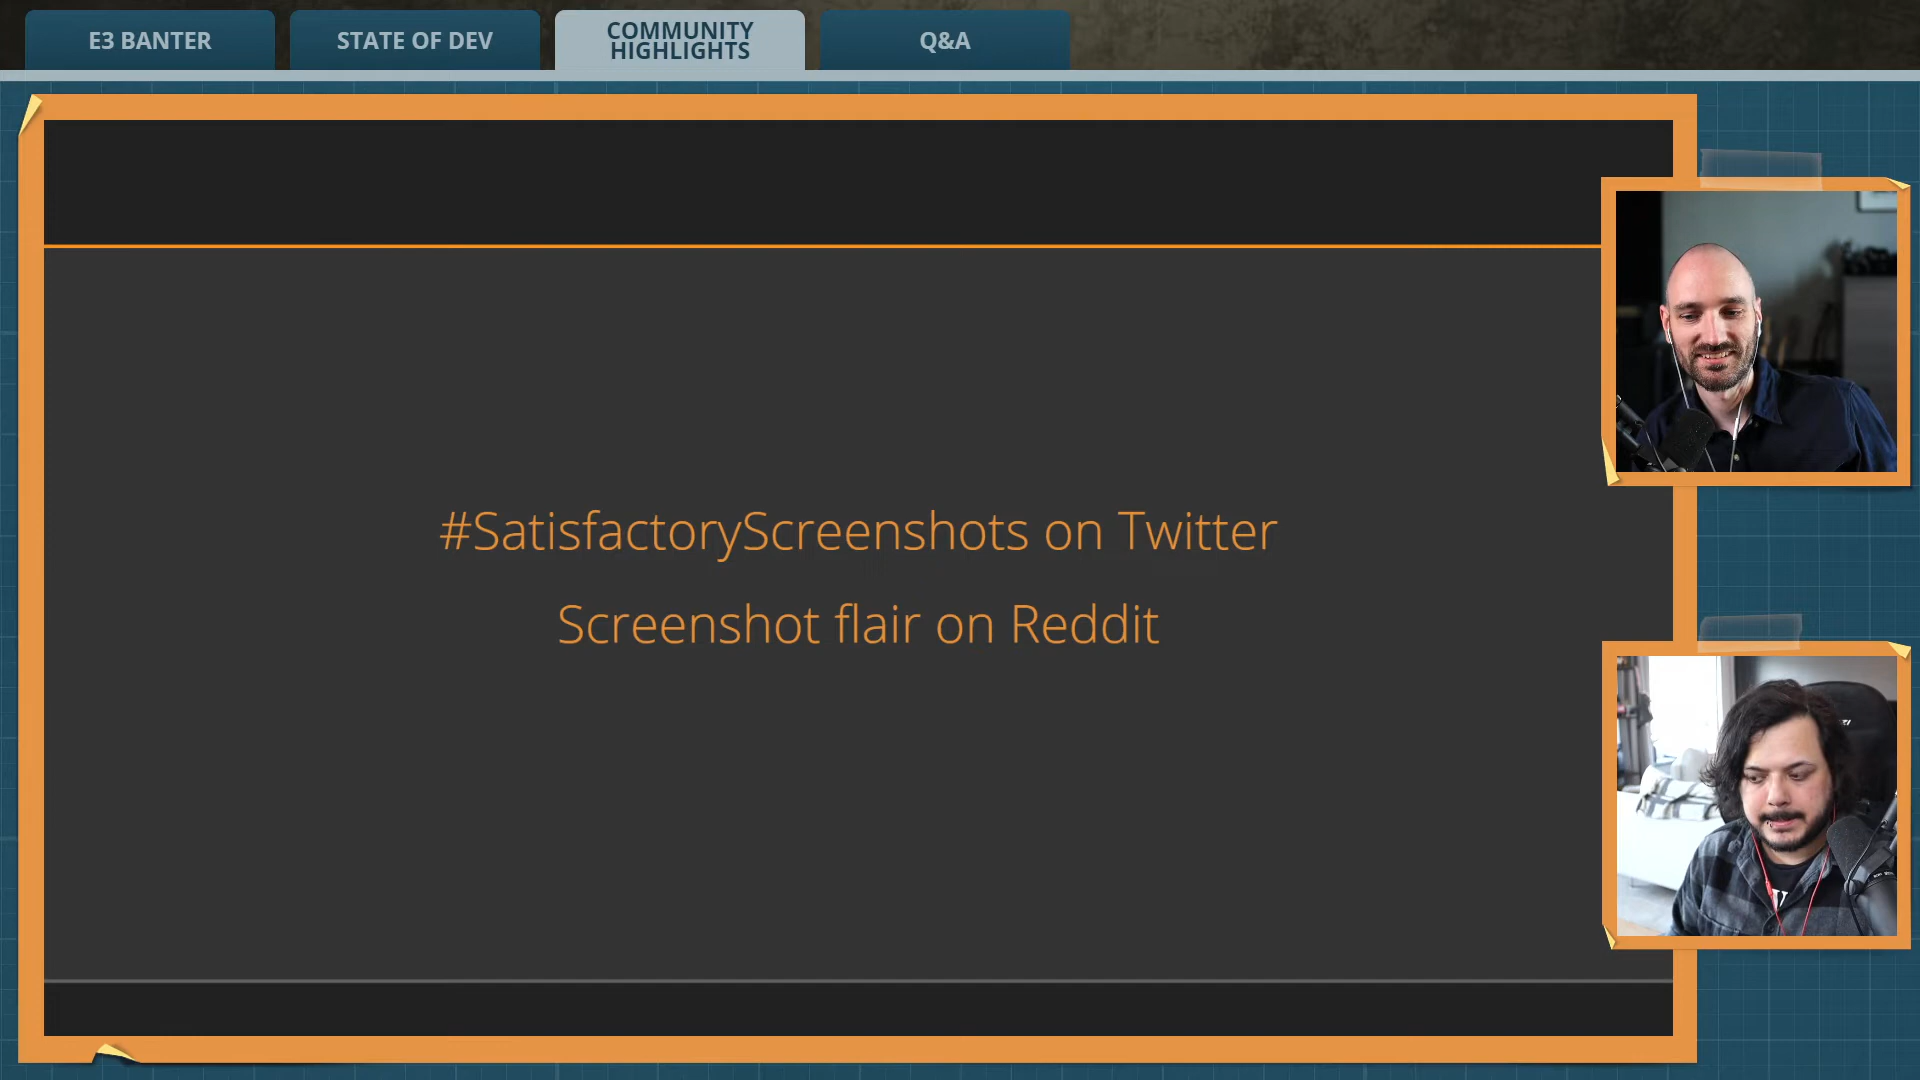 E3 BANTER
STATE OF DEV
COMMUNITY
HIGHLIGHTS
Q&A
#SatisfactoryScreenshots on Twitter
Screenshot flair on Reddit